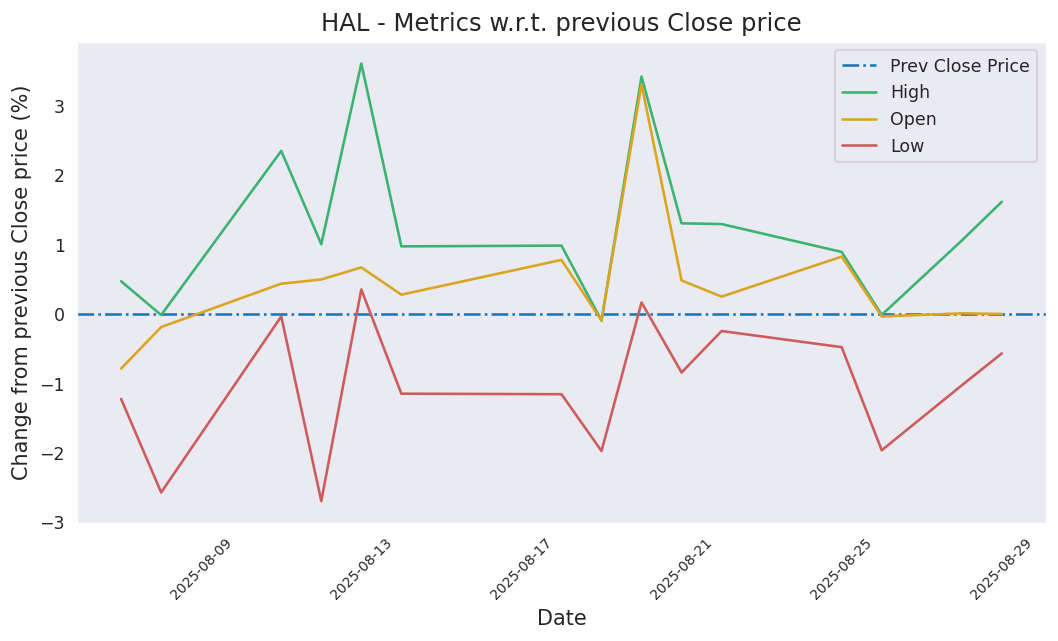 HAL - Metrics w.r.t. previous Close price
Change from previous Close price (%)
3
2
1
0
−1
−2
−3
Prev Close Price
High
Open
Low
2025-08-09
2025-08-13
2025-08-17
2025-08-21
2025-08-25
2025-08-29
Date